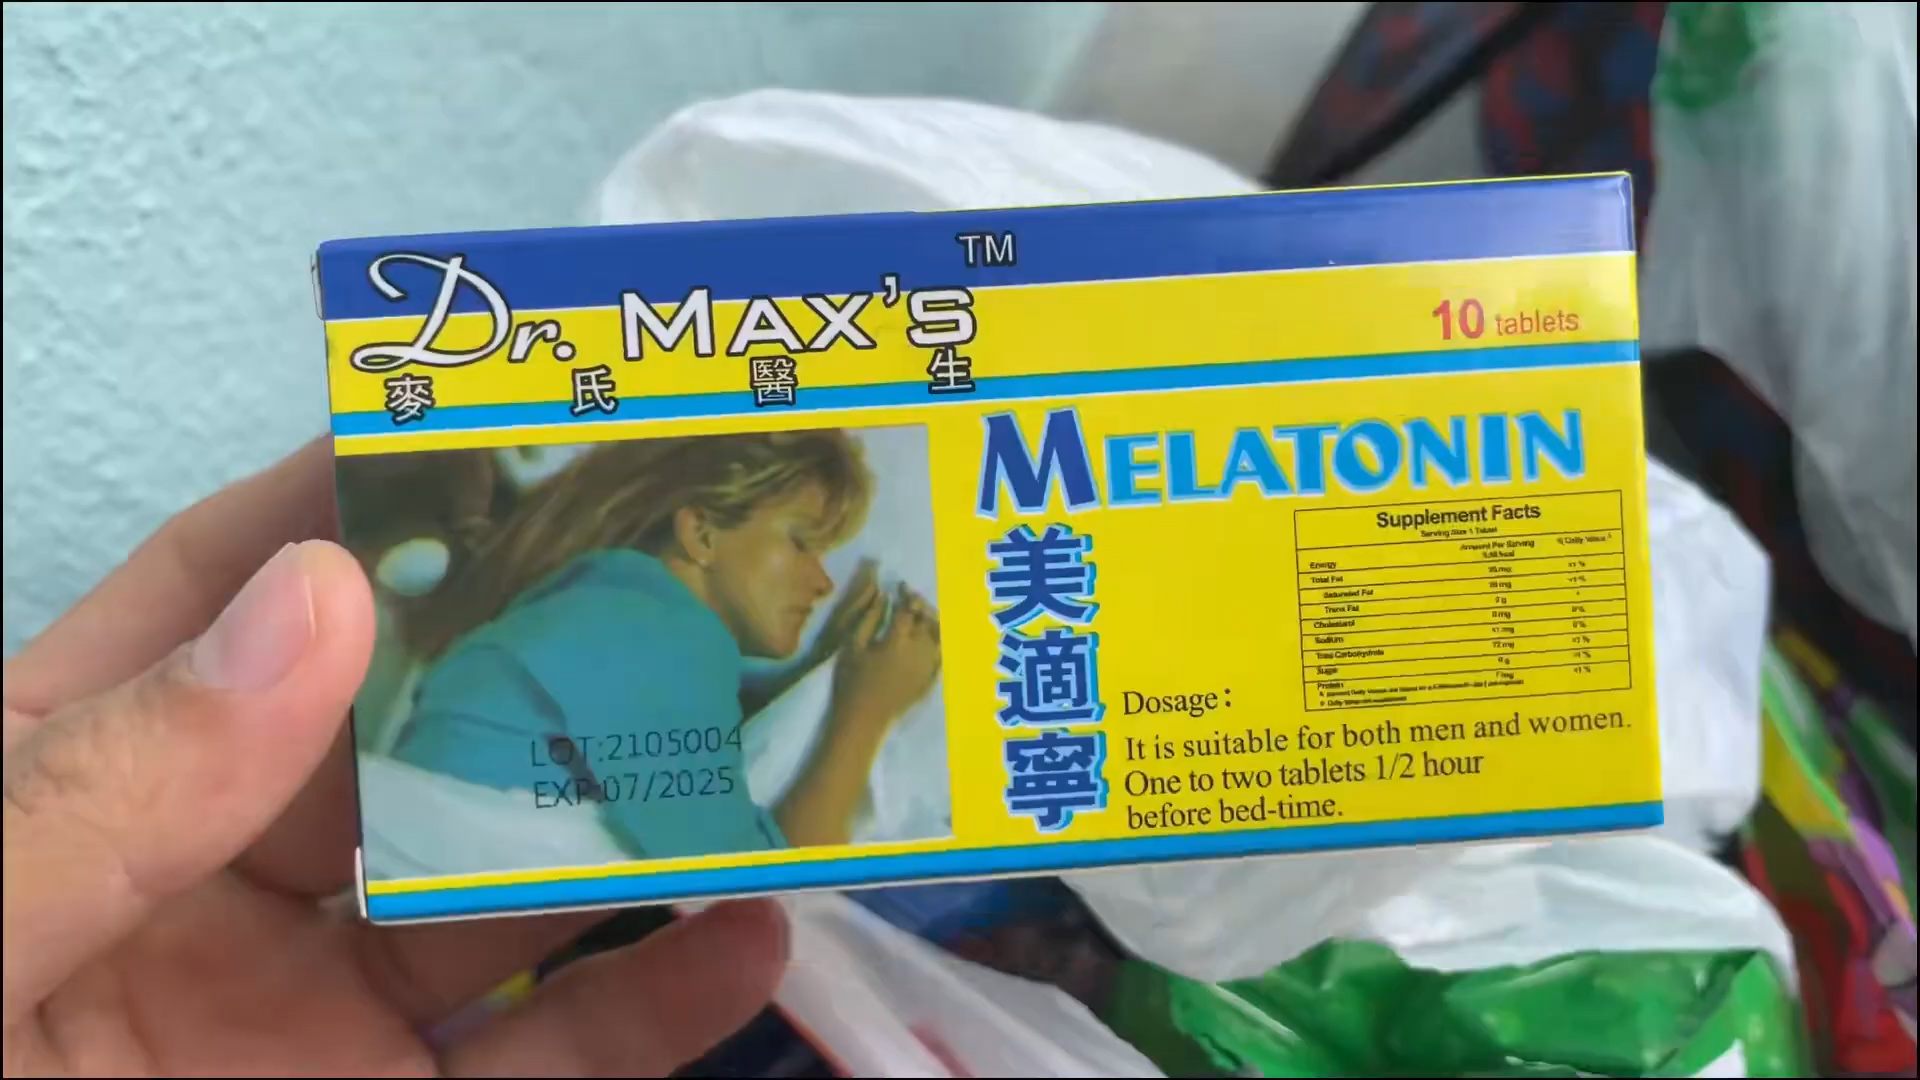 TM
Dr. MAX'S
麥氏醫生
10 tablets
MELATONIN
美適寧
Supplement Facts
Serving Size 1 Tablet
Amount Per Serving
% Daily Value
Energy
Total Fat
Saturated Fat
Trans Fat
Cholesterol
Sodium
Total Carbohydrate
Sugar
Protein
Dosage:
It is suitable for both men and women.
One to two tablets 1/2 hour
before bed-time.
LOT:2105004
EXP:07/2025